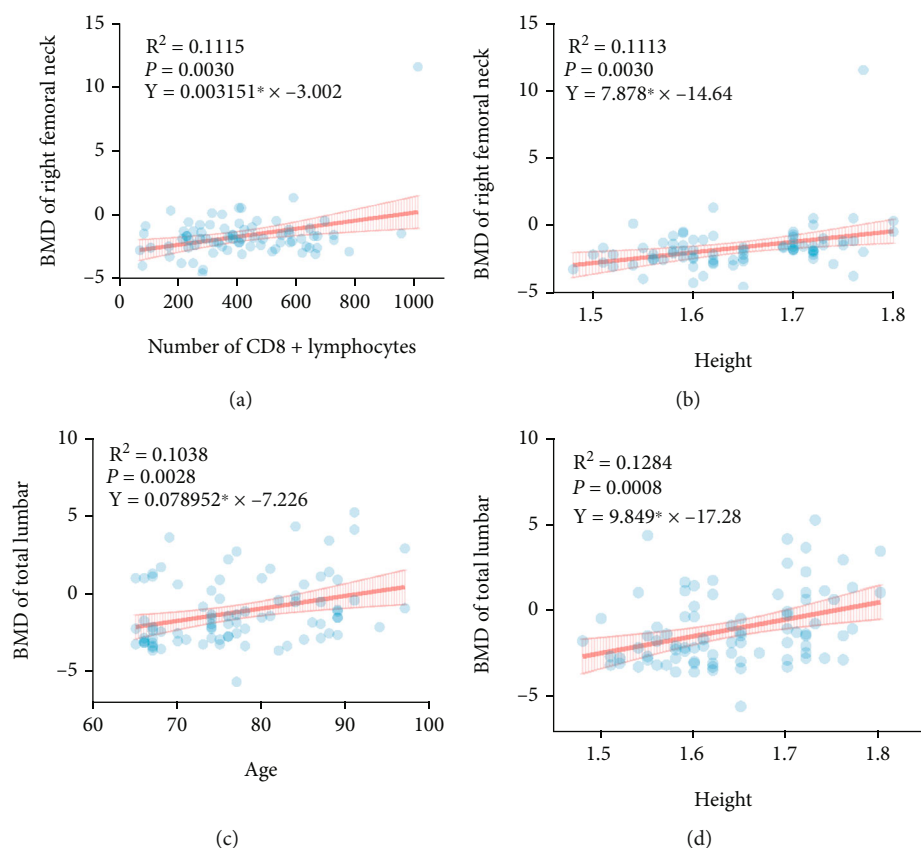 15
10
5
0
−5
BMD of right femoral neck
R² = 0.1115
P = 0.0030
Y = 0.003151* × −3.002
0 200 400 600 800 1000
Number of CD8 + lymphocytes
(a)
15
10
5
0
−5
BMD of right femoral neck
R² = 0.1113
P = 0.0030
Y = 7.878* × −14.64
1.5 1.6 1.7 1.8
Height
(b)
10
5
0
−5
BMD of total lumbar
R² = 0.1038
P = 0.0028
Y = 0.078952* × −7.226
60 70 80 90 100
Age
(c)
10
5
0
−5
BMD of total lumbar
R² = 0.1284
P = 0.0008
Y = 9.849* × −17.28
1.5 1.6 1.7 1.8
Height
(d)